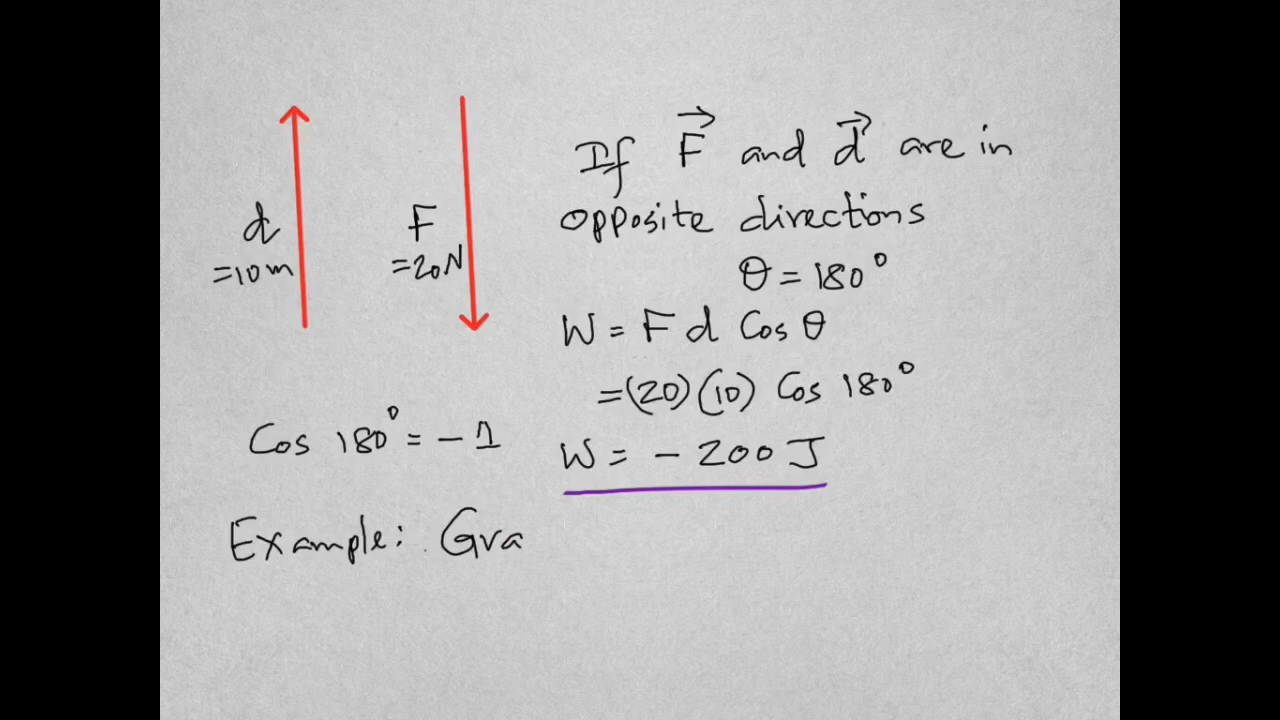 d
=10m
F
=20N
If F⃗ and d⃗ are in
opposite directions
θ = 180°
W = F d Cos θ
=(20)(10) Cos 180°
W = - 200 J
Cos 180° = - 1
Example: Gra